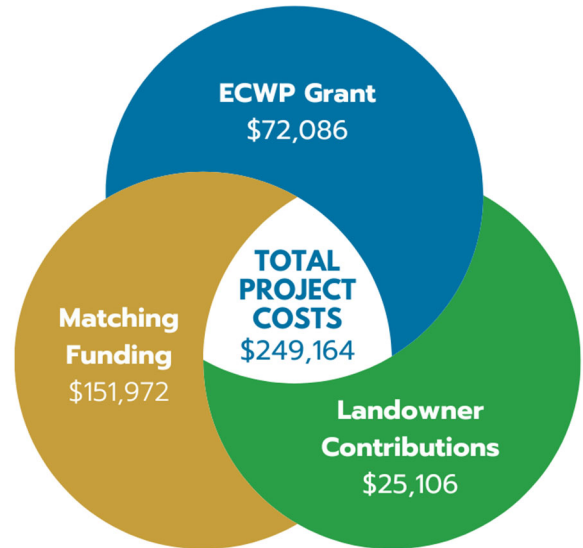 ECWP Grant
$72,086
TOTAL
PROJECT
COSTS
$249,164
Matching
Funding
$151,972
Landowner
Contributions
$25,106